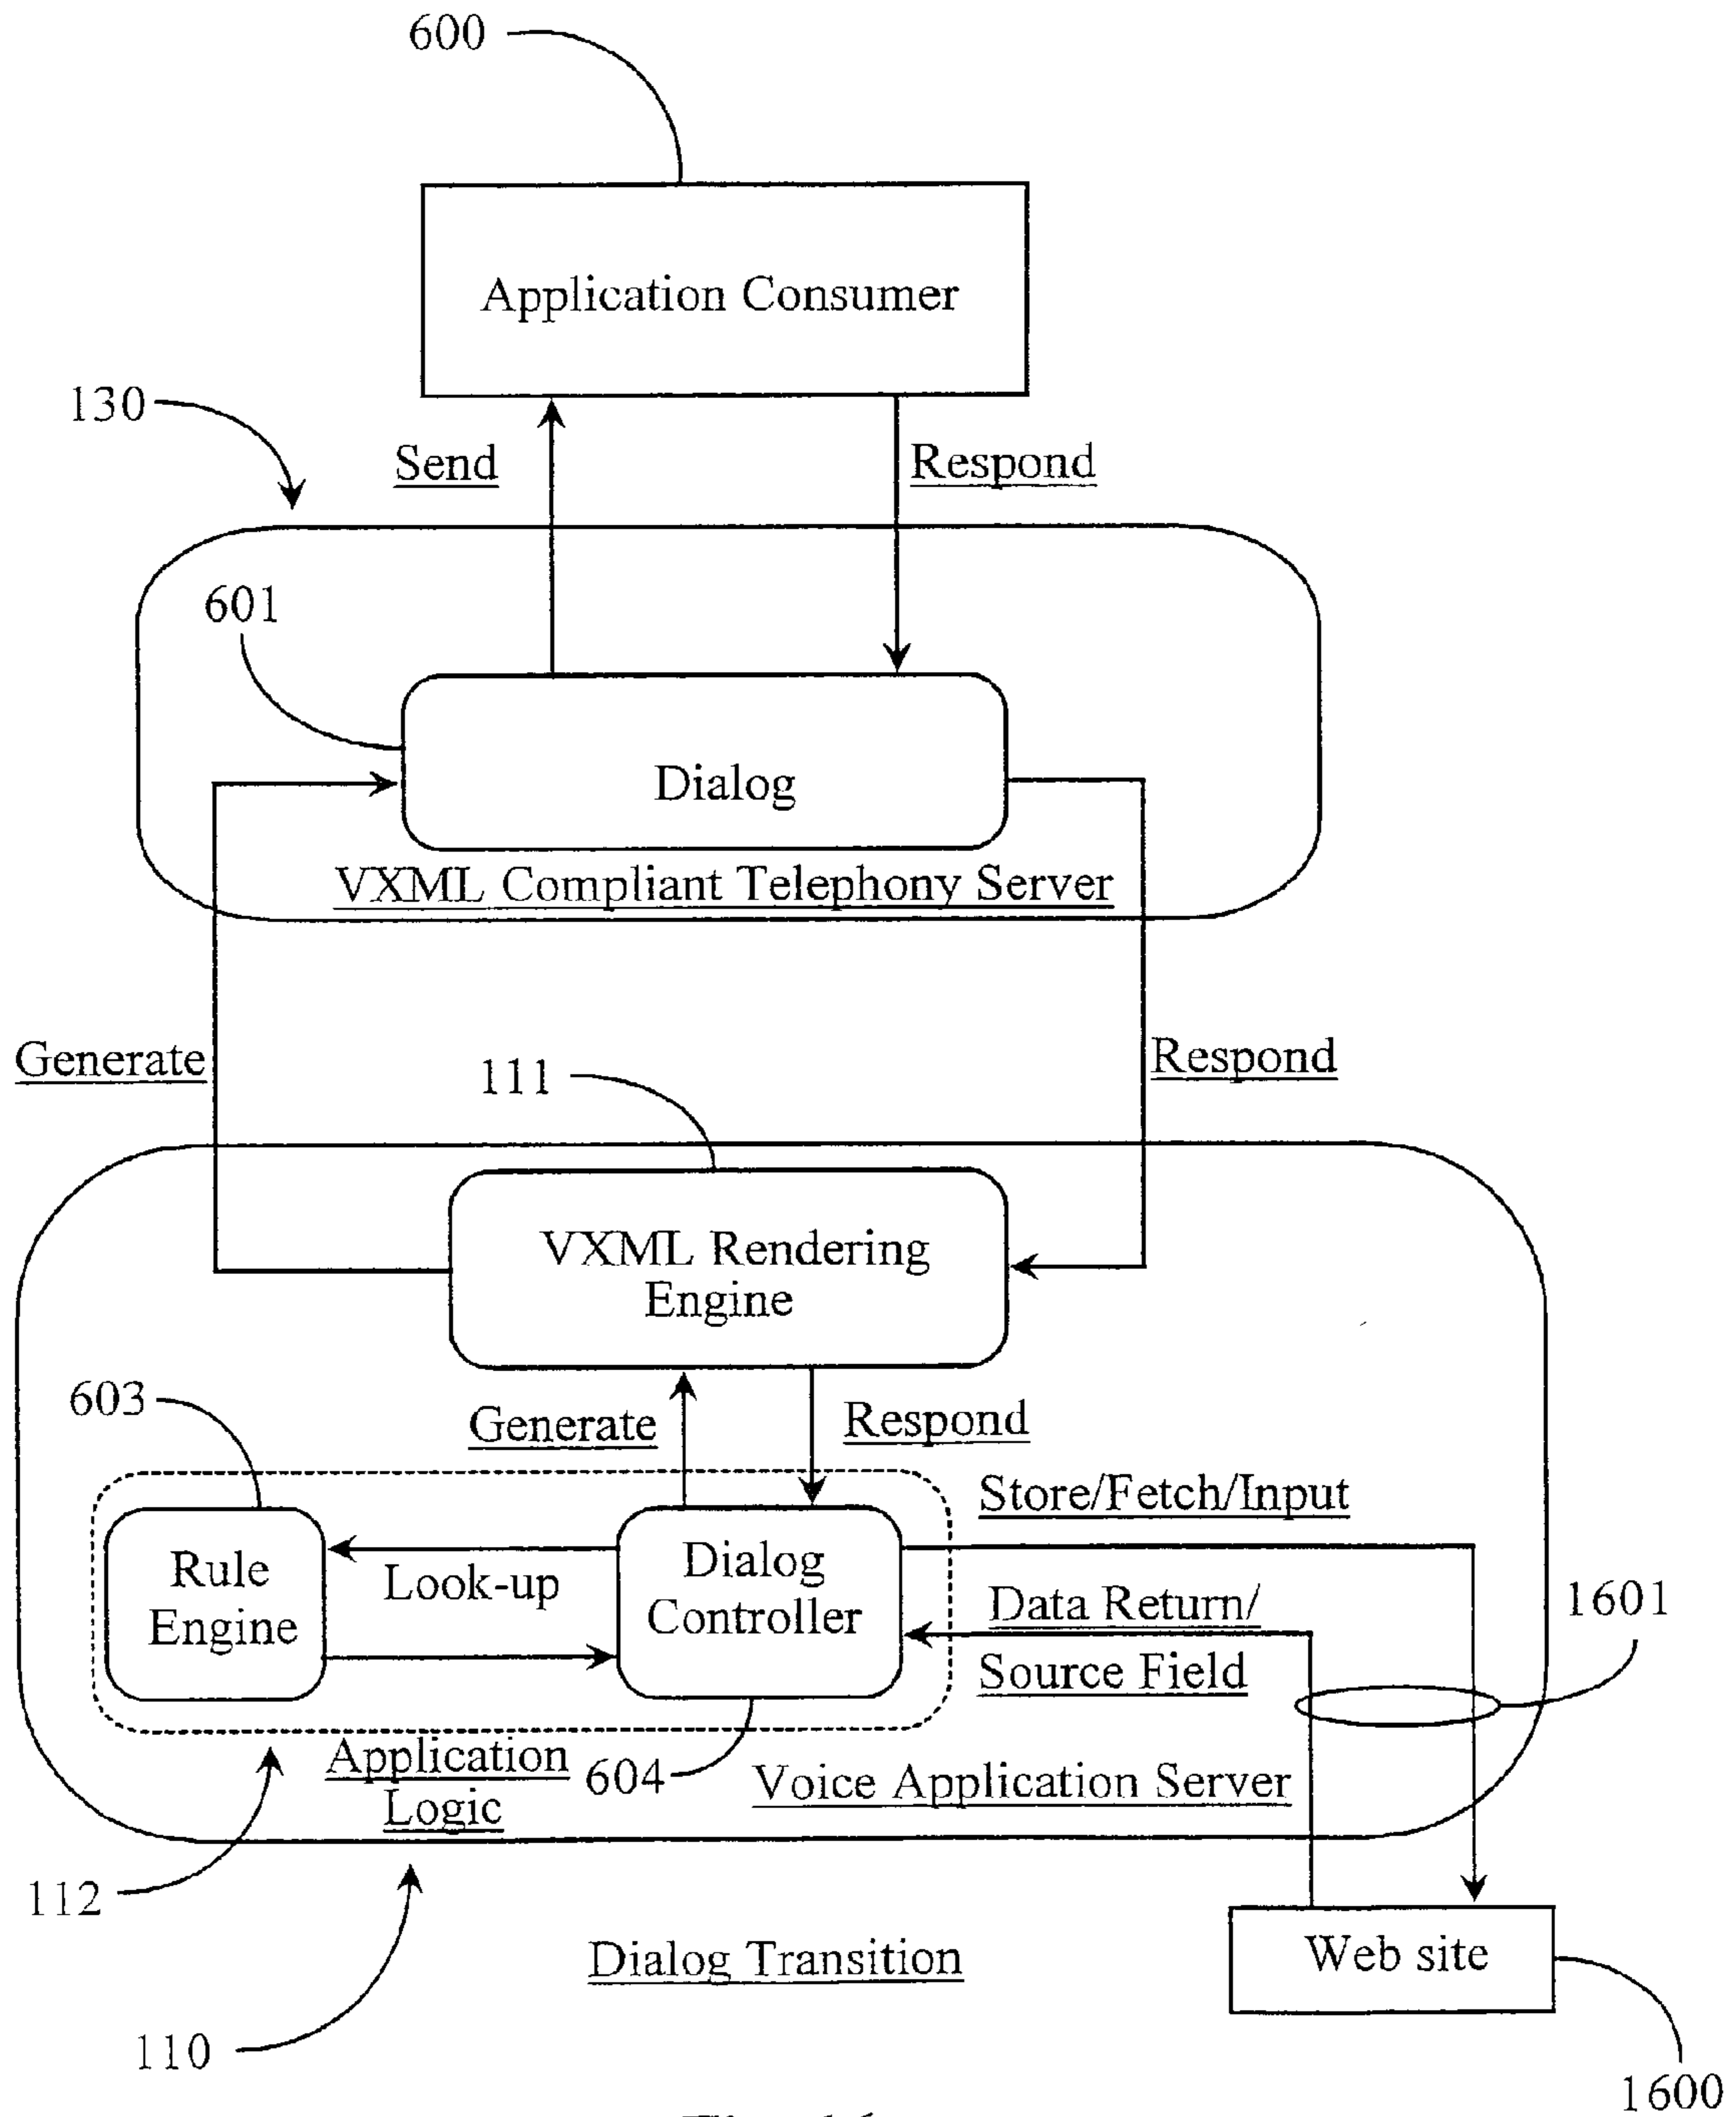 600
Application Consumer
130
Send
Respond
601
Dialog
VXML Compliant Telephony Server
Generate
Respond
111
VXML Rendering
Engine
603
Generate
Respond
Store/Fetch/Input
Rule
Engine
Look-up
Dialog
Controller
Data Return/
Source Field
1601
Application
Logic
604
Voice Application Server
112
Dialog Transition
Web site
110
1600